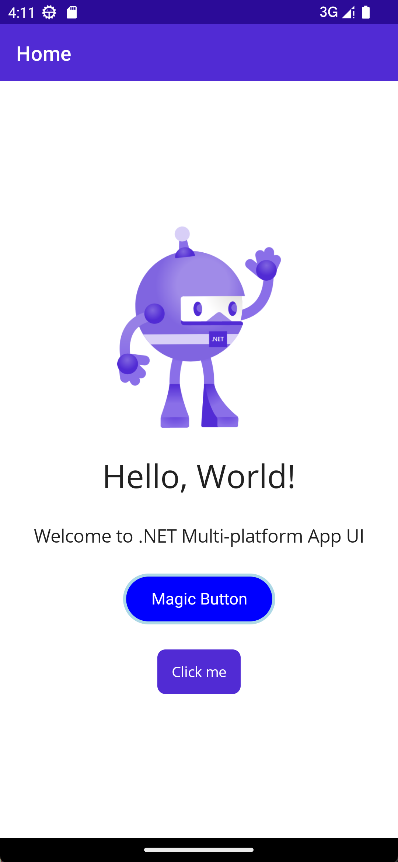 4:11 3G
Home
.NET
Hello, World!
Welcome to .NET Multi-platform App UI
Magic Button
Click me